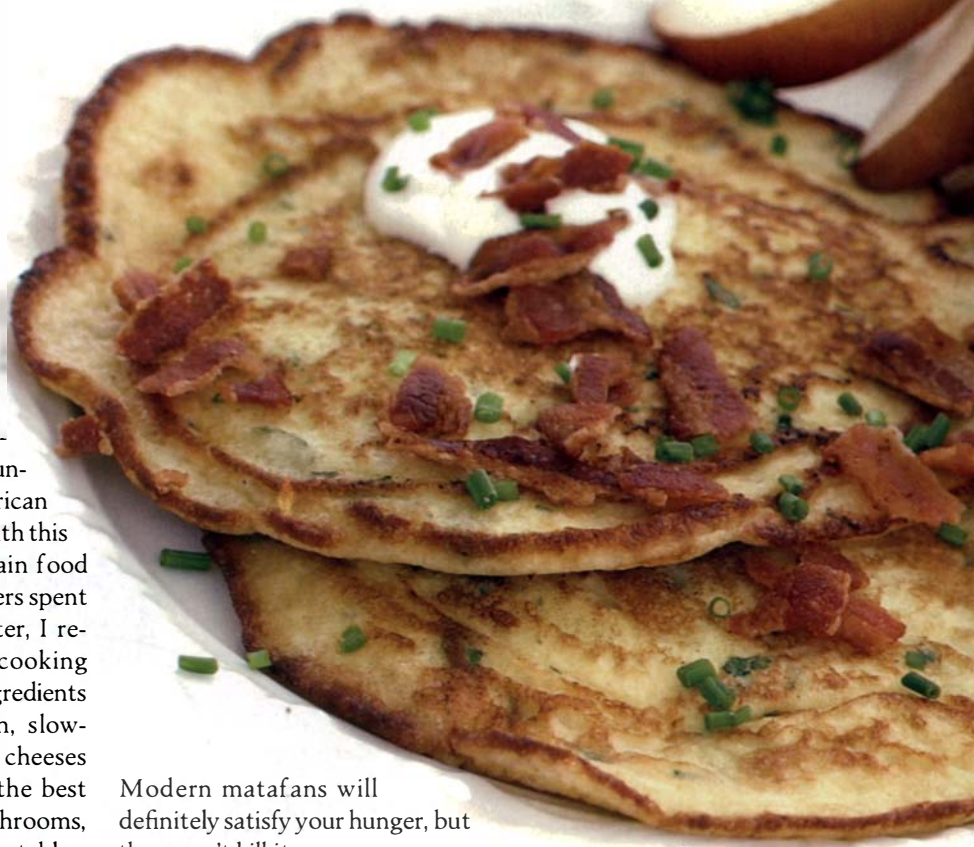 un-
rican
th this
ain food
ers spent
ter, I re-
cooking
gredients
n, slow-
cheeses
the best
hrooms,
Modern matafans will
definitely satisfy your hunger, but